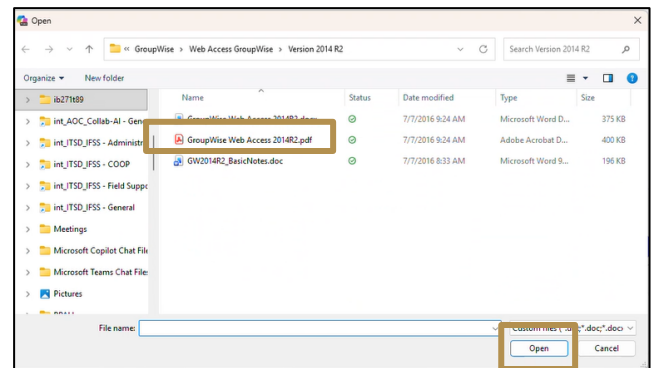 Open
« GroupWise > Web Access GroupWise > Version 2014 R2
Search Version 2014 R2
Organize
New folder
Name Status Date modified Type Size
ib271t89
GroupWise Web Access 2014R2.docx 7/7/2016 9:24 AM Microsoft Word D... 375 KB
int_AOC_Collab-AI - Gen
GroupWise Web Access 2014R2.pdf 7/7/2016 9:24 AM Adobe Acrobat D... 400 KB
int_ITSD_IFSS - Administr
GW2014R2_BasicNotes.doc 7/7/2016 8:33 AM Microsoft Word 9... 196 KB
int_ITSD_IFSS - COOP
int_ITSD_IFSS - Field Suppo
int_ITSD_IFSS - General
Meetings
Microsoft Copilot Chat File
Microsoft Teams Chat Files
Pictures
File name:
Custom files
Open Cancel